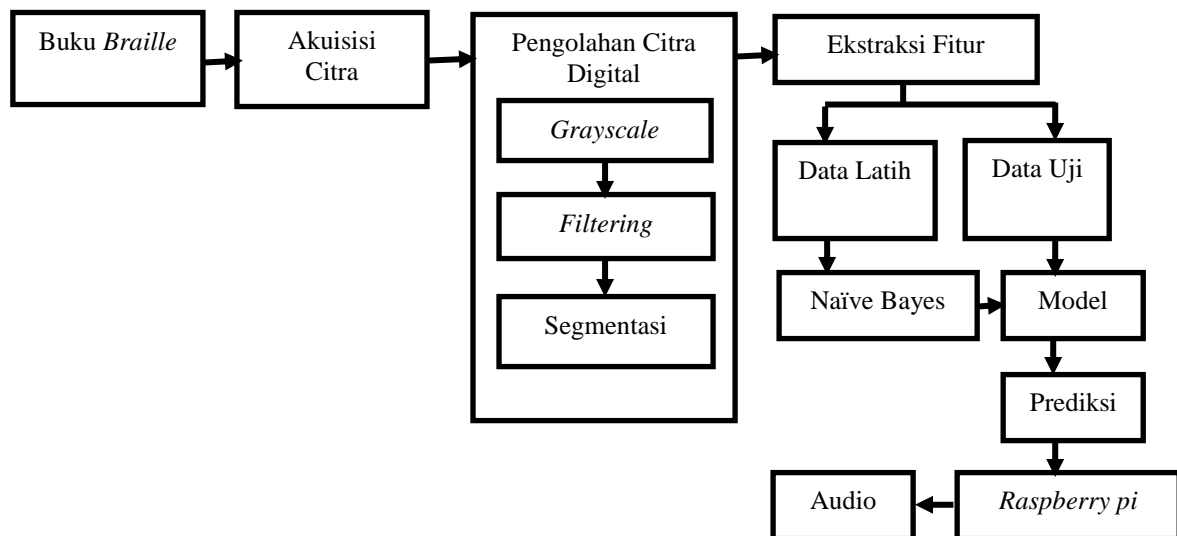 Buku Braille
Akuisisi
Citra
Pengolahan Citra
Digital
Grayscale
Filtering
Segmentasi
Ekstraksi Fitur
Data Latih
Data Uji
Naïve Bayes
Model
Prediksi
Raspberry pi
Audio